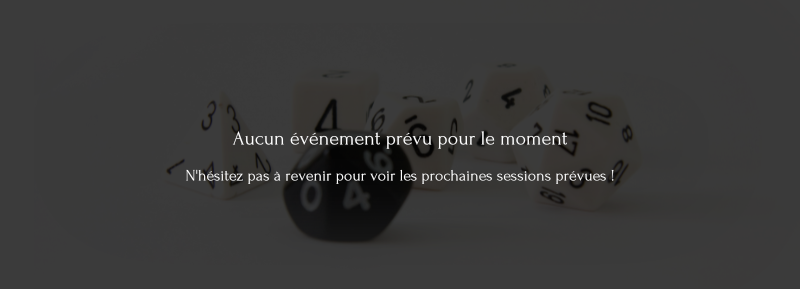 Aucun événement prévu pour le moment
N'hésitez pas à revenir pour voir les prochaines sessions prévues !